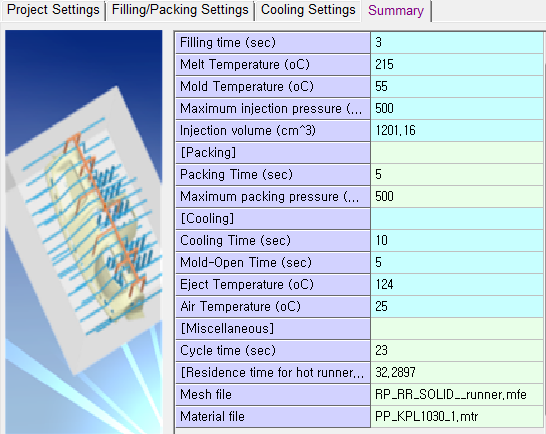 Project Settings Filling/Packing Settings Cooling Settings Summary
Filling time (sec) 3
Melt Temperature (oC) 215
Mold Temperature (oC) 55
Maximum injection pressure (... 500
Injection volume (cm^3) 1201.16
[Packing]
Packing Time (sec) 5
Maximum packing pressure (... 500
[Cooling]
Cooling Time (sec) 10
Mold-Open Time (sec) 5
Eject Temperature (oC) 124
Air Temperature (oC) 25
[Miscellaneous]
Cycle time (sec) 23
[Residence time for hot runner... 32.2897
Mesh file RP_RR_SOLID__runner.mfe
Material file PP_KPL1030_1.mtr